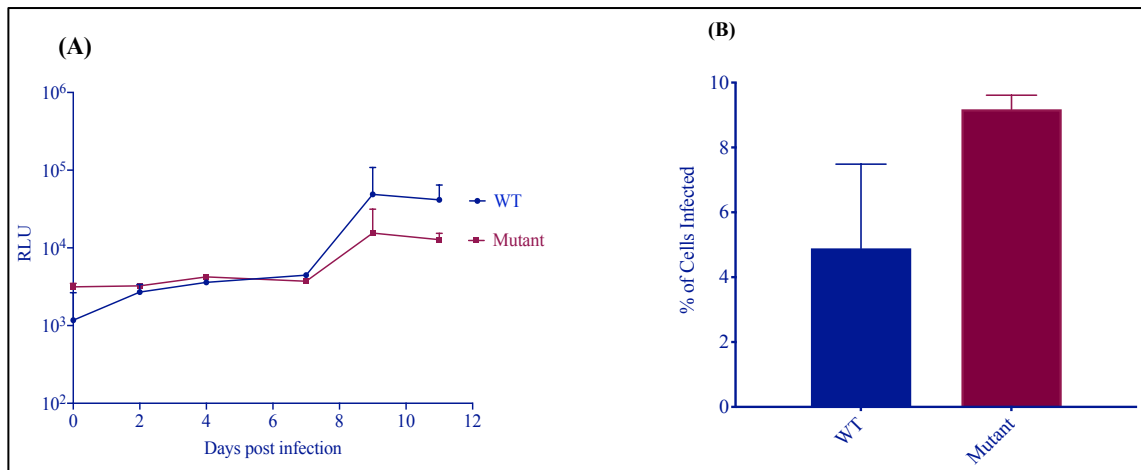 (A)
RLU
10⁶
10⁵
10⁴
10³
10²
0 2 4 6 8 10 12
Days post infection
WT
Mutant
(B)
% of Cells Infected
10
8
6
4
2
0
WT
Mutant